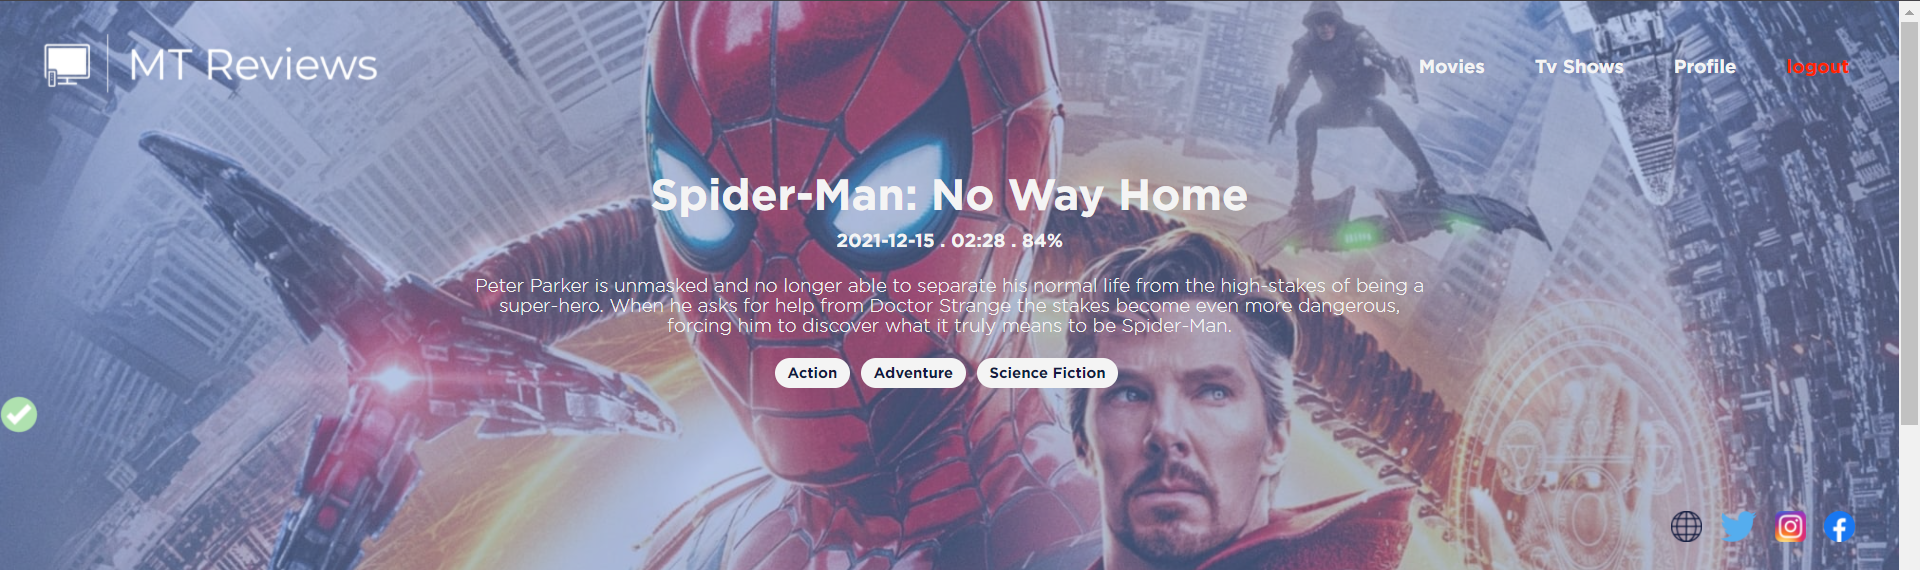 MT Reviews
Movies
Tv Shows
Profile
logout
Spider-Man: No Way Home
2021-12-15 . 02:28 . 84%
Peter Parker is unmasked and no longer able to separate his normal life from the high-stakes of being a
super-hero. When he asks for help from Doctor Strange the stakes become even more dangerous,
forcing him to discover what it truly means to be Spider-Man.
Action
Adventure
Science Fiction